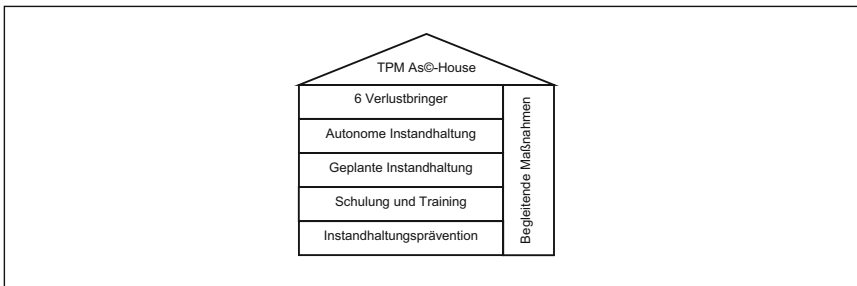 TPM As©-House
6 Verlustbringer
Autonome Instandhaltung
Geplante Instandhaltung
Schulung und Training
Instandhaltungsprävention
Begleitende Maßnahmen